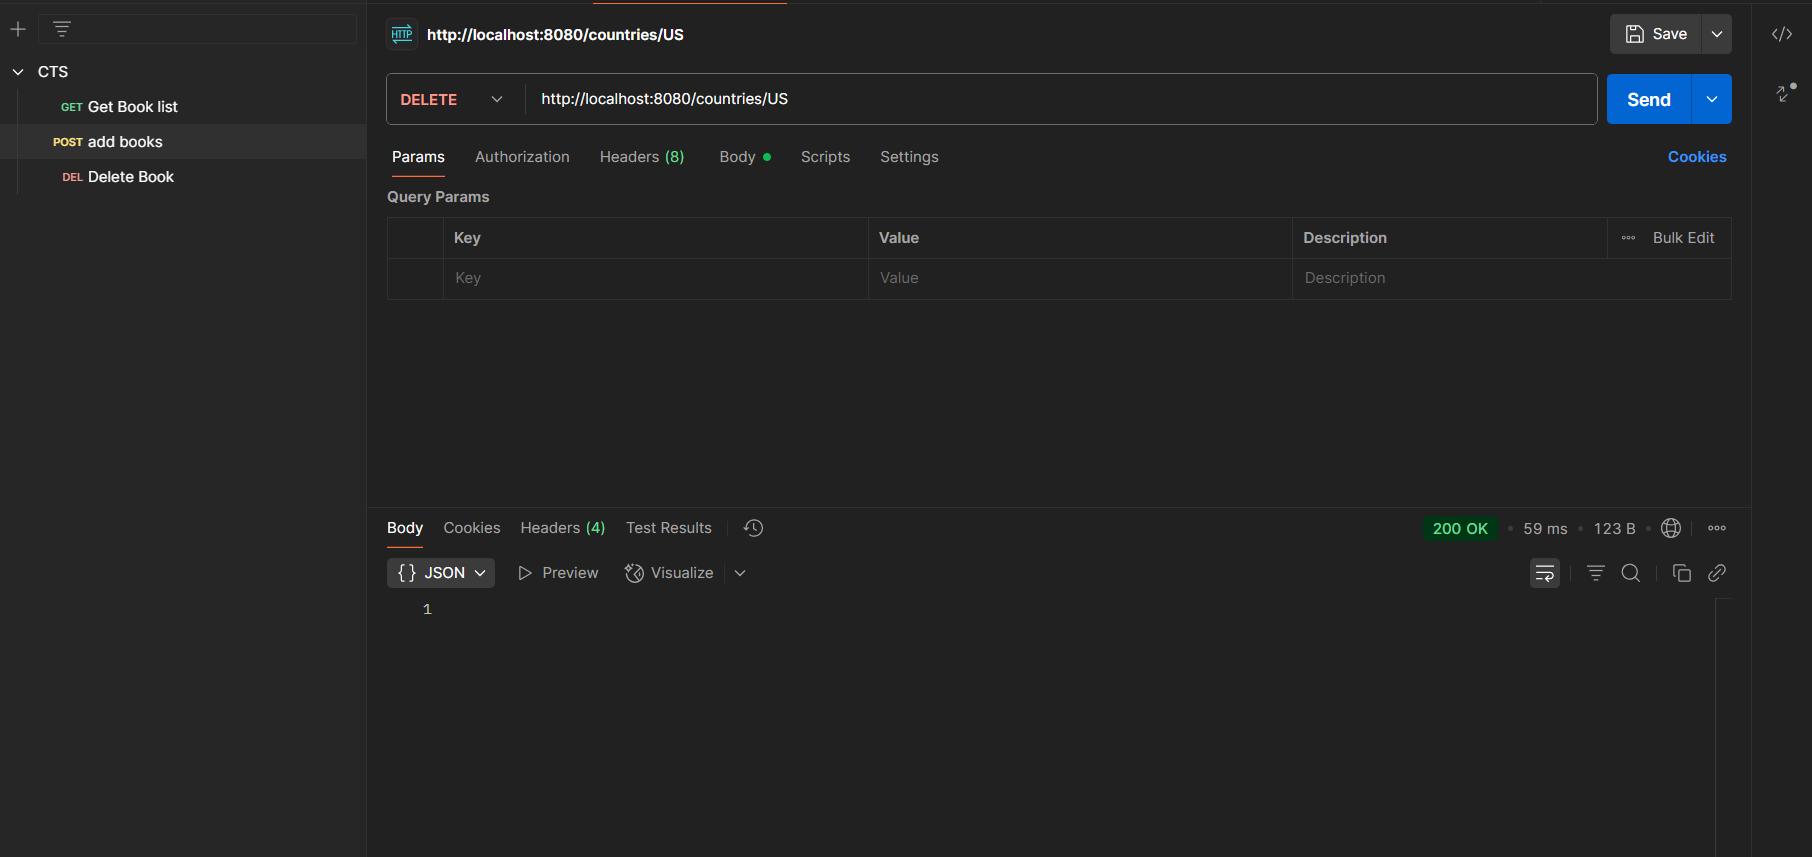 CTS
GET Get Book list
POST add books
DEL Delete Book
HTTP http://localhost:8080/countries/US
Save
DELETE http://localhost:8080/countries/US
Send
Params Authorization Headers (8) Body Scripts Settings Cookies
Query Params
Key Value Description Bulk Edit
Key Value Description
Body Cookies Headers (4) Test Results 200 OK 59 ms 123 B
{} JSON Preview Visualize
1